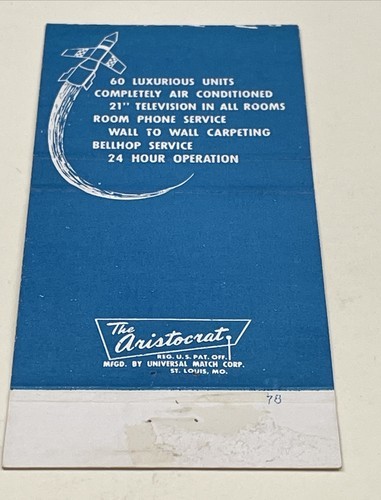 60 LUXURIOUS UNITS
COMPLETELY AIR CONDITIONED
21" TELEVISION IN ALL ROOMS
ROOM PHONE SERVICE
WALL TO WALL CARPETING
BELLHOP SERVICE
24 HOUR OPERATION
The
Aristocrat
REG. U.S. PAT. OFF.
MFGD. BY UNIVERSAL MATCH CORP.
ST. LOUIS, MO.
78